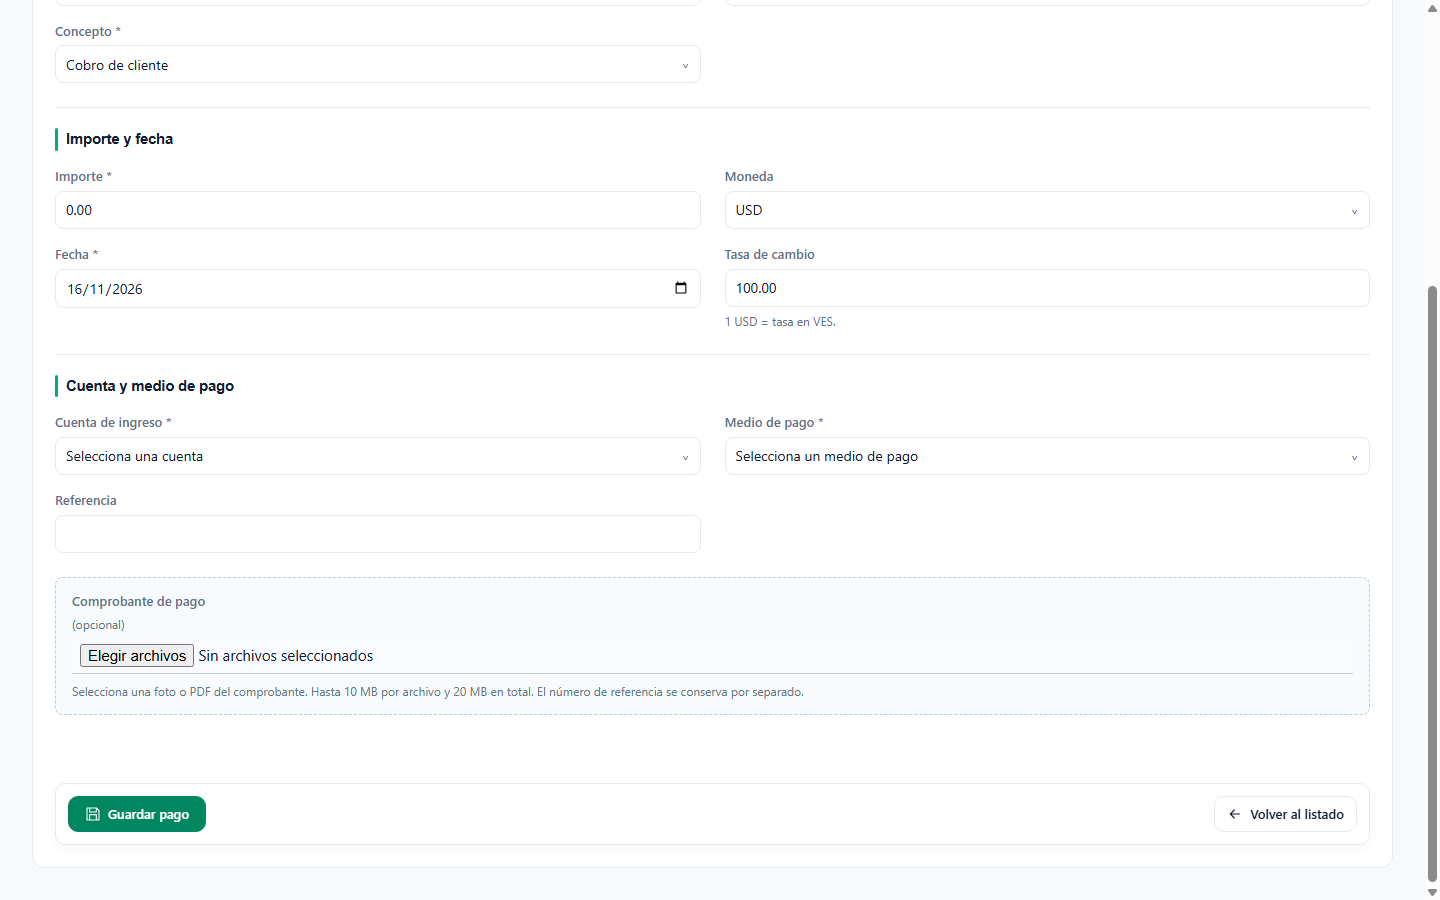 Concepto *
Cobro de cliente
Importe y fecha
Importe *
Moneda
0.00
USD
Fecha *
Tasa de cambio
16/11/2026
100.00
1 USD = tasa en VES.
Cuenta y medio de pago
Cuenta de ingreso *
Medio de pago *
Selecciona una cuenta
Selecciona un medio de pago
Referencia
Comprobante de pago
(opcional)
Elegir archivos Sin archivos seleccionados
Selecciona una foto o PDF del comprobante. Hasta 10 MB por archivo y 20 MB en total. El número de referencia se conserva por separado.
Guardar pago
Volver al listado